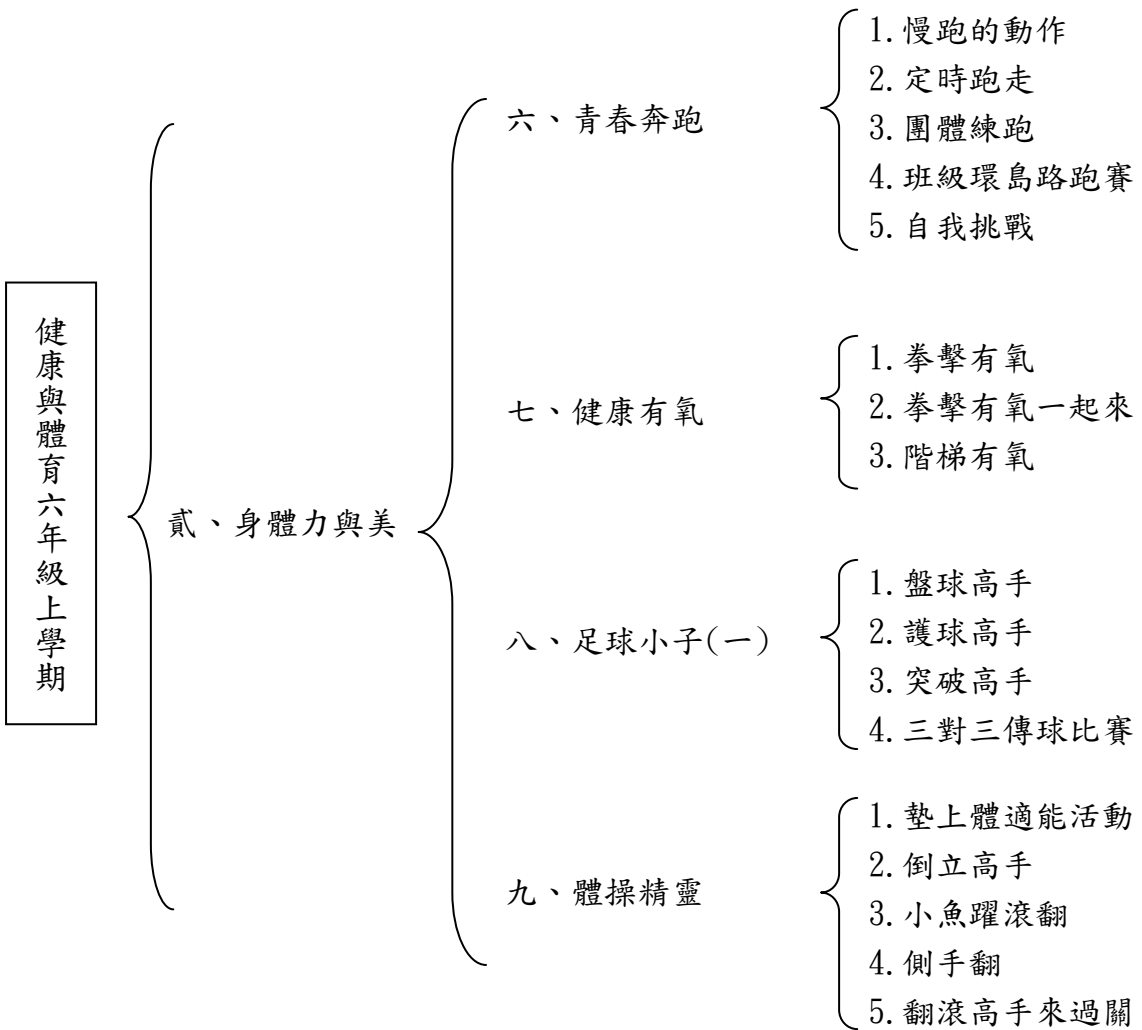 健康與體育六年級上學期
貳、身體力與美
六、青春奔跑
1.慢跑的動作
2.定時跑走
3.團體練跑
4.班級環島路跑賽
5.自我挑戰
七、健康有氧
1.拳擊有氧
2.拳擊有氧一起來
3.階梯有氧
八、足球小子(一)
1.盤球高手
2.護球高手
3.突破高手
4.三對三傳球比賽
九、體操精靈
1.墊上體適能活動
2.倒立高手
3.小魚躍滾翻
4.側手翻
5.翻滾高手來過關